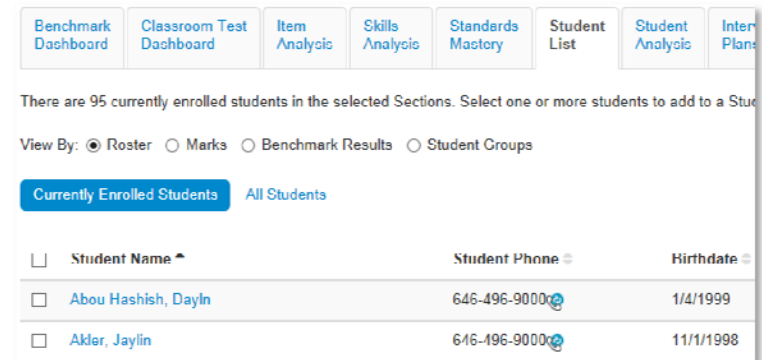 Benchmark Dashboard
Classroom Test Dashboard
Item Analysis
Skills Analysis
Standards Mastery
Student List
Student Analysis
Inter
Plans
There are 95 currently enrolled students in the selected Sections. Select one or more students to add to a Stu
View By: Roster Marks Benchmark Results Student Groups
Currently Enrolled Students All Students
Student Name Student Phone Birthdate
Abou Hashish, Dayln 646-496-9000 1/4/1999
Akler, Jaylin 646-496-9000 11/1/1998